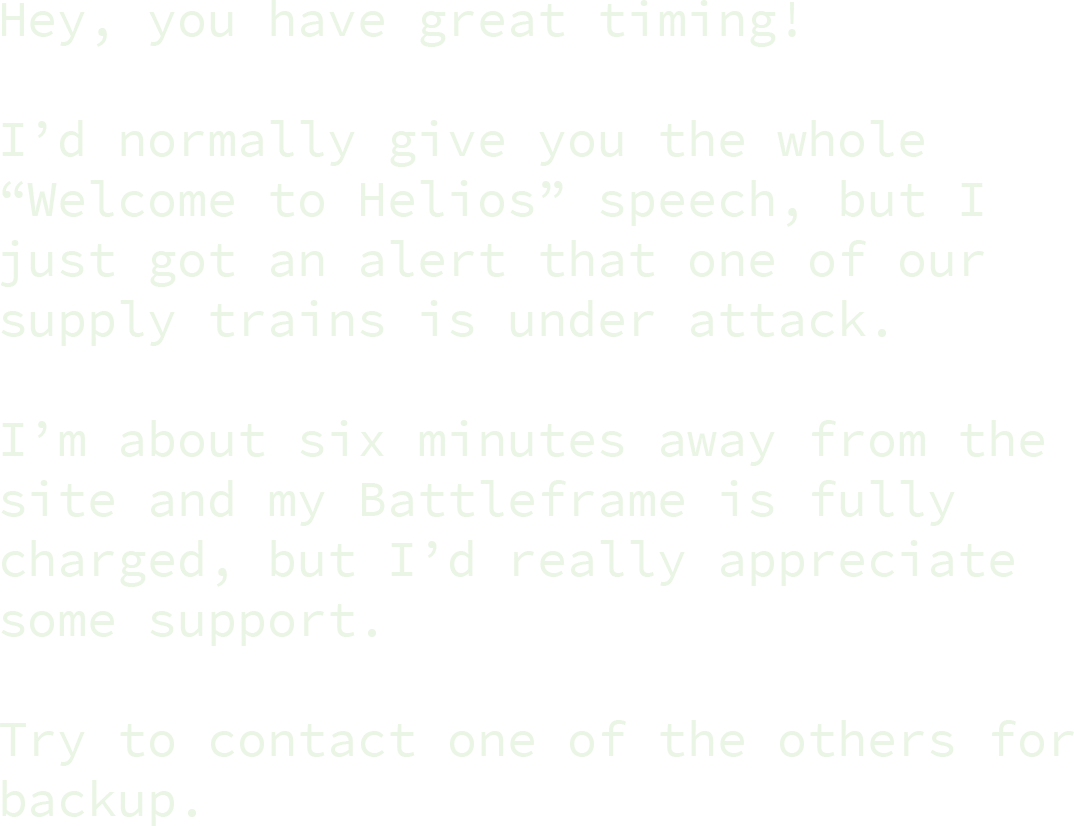 Hey, you have great timing!
I’d normally give you the whole
“Welcome to Helios” speech, but I
just got an alert that one of our
supply trains is under attack.
I’m about six minutes away from the
site and my Battleframe is fully
charged, but I’d really appreciate
some support.
Try to contact one of the others for
backup.